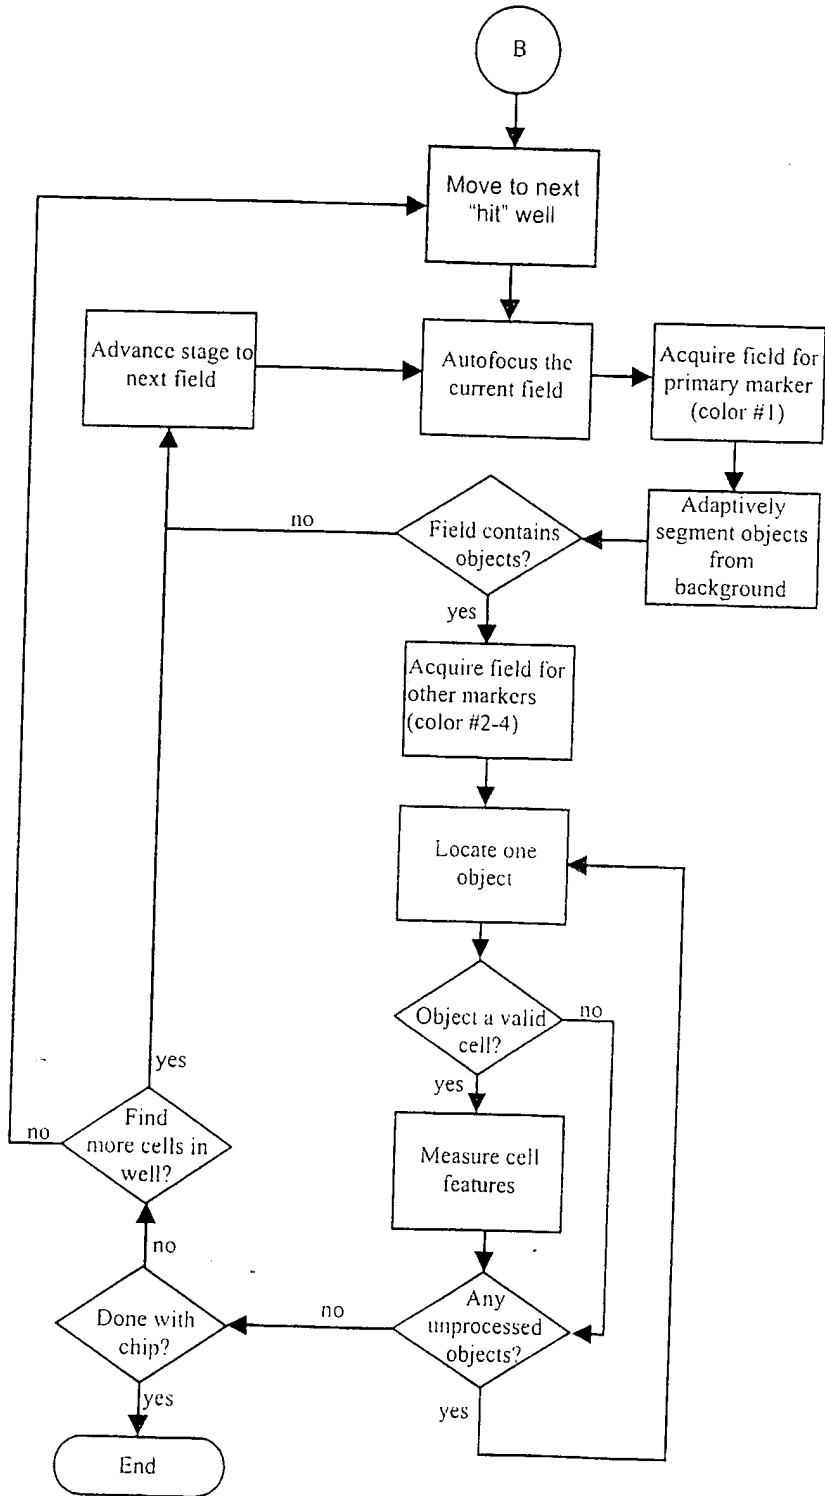 B
Move to next
"hit" well
Advance stage to
next field
Autofocus the
current field
Acquire field for
primary marker
(color #1)
Adaptively
segment objects
from
background
Field contains
objects?
no
yes
Acquire field for
other markers
(color #2-4)
Locate one
object
Object a valid
cell?
no
yes
Measure cell
features
Any
unprocessed
objects?
no
yes
Done with
chip?
no
yes
Find
more cells in
well?
yes
no
End